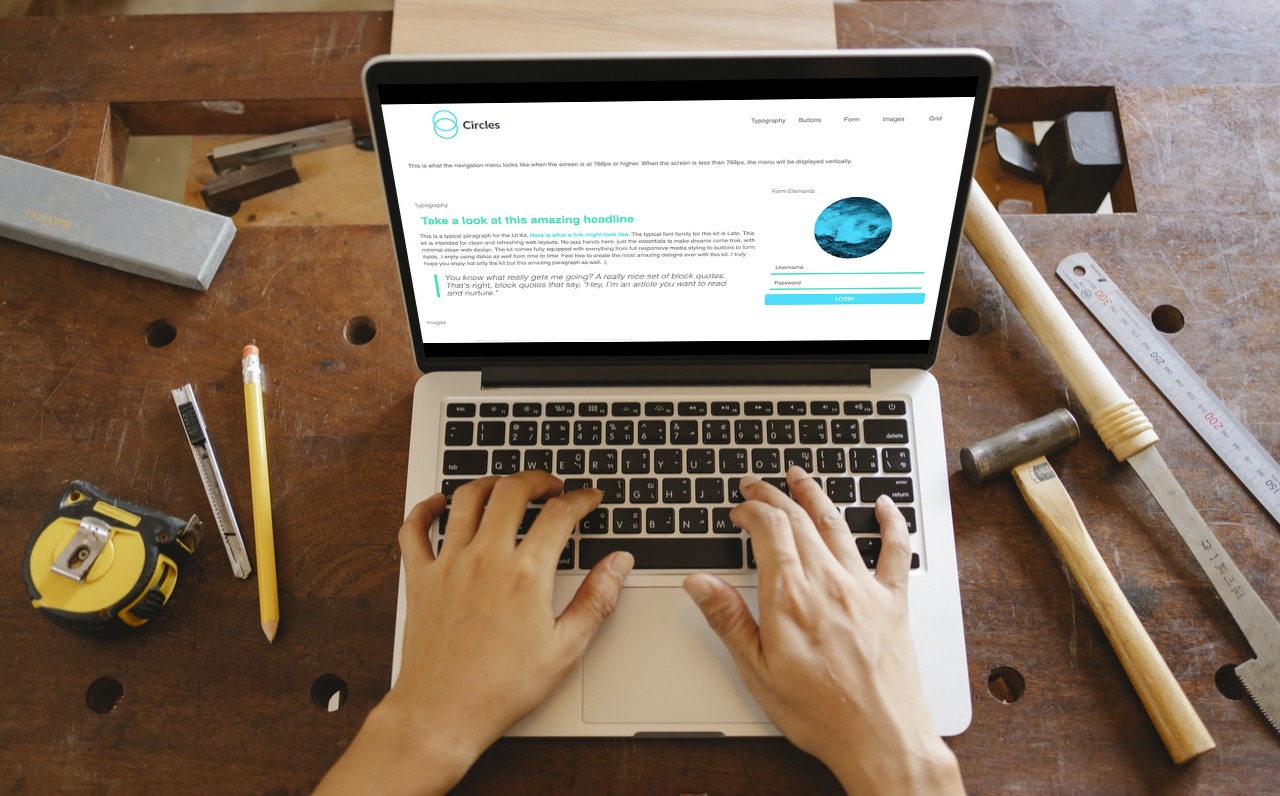 Circles
Typography Buttons Form Images Grid
This is what the navigation menu looks like when the screen is at 768px or higher. When the screen is less than 768px, the menu will be displayed vertically.
Form Elements
Typography
Take a look at this amazing headline
This is a typical paragraph for the UI Kit. Here is what a link might look like. The typical font family for this kit is Lato. This
kit is intended for clean and refreshing web layouts. No jazz hands here, just the essentials to make dreams come true, with
minimal clean web design. The kit comes fully equipped with everything from full responsive media styling to buttons to form
fields. I enjoy using italics as well from time to time. Feel free to create the most amazing designs ever with this kit. I truly
hope you enjoy not only the kit but this amazing paragraph as well. :)
You know what really gets me going? A really nice set of block quotes.
That's right, block quotes that say, "Hey, I'm an article you want to read
and nurture."
Username
Password
LOGIN
Images
THEATRE
300
250
200
150
esc
delete
tab
Q W E R T Y U I O P
return
enter
G H J K
C V B N M